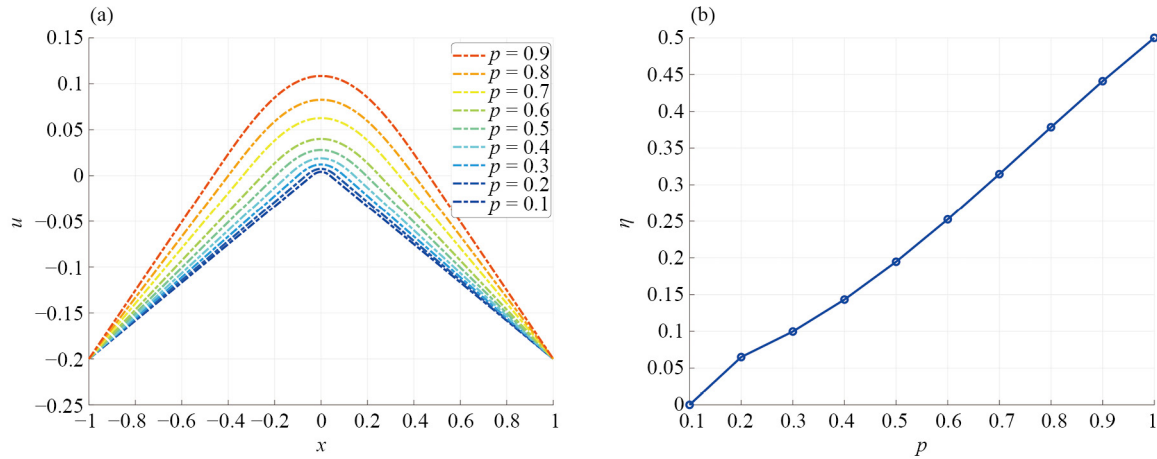 (a)
0.15
0.10
0.05
0
−0.05
−0.1
−0.15
−0.2
−0.25
u
p = 0.9
p = 0.8
p = 0.7
p = 0.6
p = 0.5
p = 0.4
p = 0.3
p = 0.2
p = 0.1
−1 −0.8 −0.6 −0.4 −0.2 0 0.2 0.4 0.6 0.8 1
x
(b)
0.5
0.45
0.4
0.35
0.3
0.25
0.2
0.15
0.1
0.05
0
η
0.1 0.2 0.3 0.4 0.5 0.6 0.7 0.8 0.9 1
p